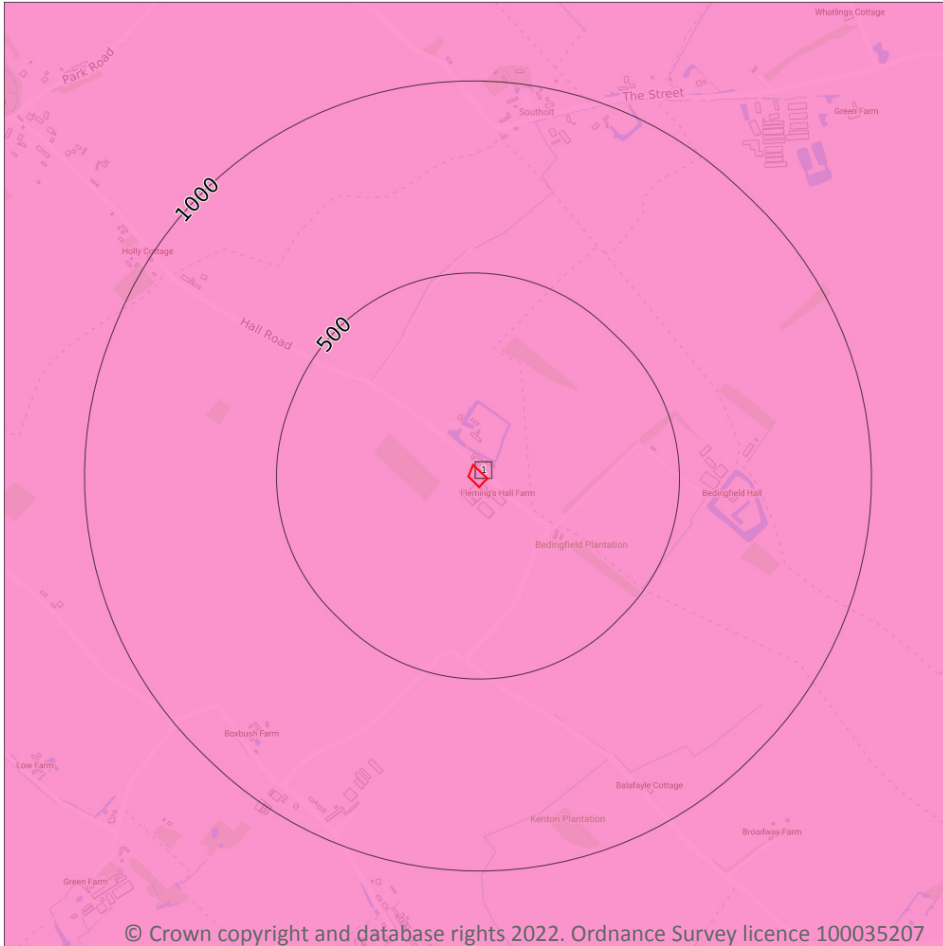 Whatlings Cottage
Park Road
The Street
Southolt
Green Farm
1000
Holly Cottage
500
Hall Road
1
Fleming's Hall Farm
Bedingfield Hall
Bedingfield Plantation
Boxbush Farm
Low Farm
Balafayle Cottage
Kenton Plantation
Broadway Farm
Green Farm
© Crown copyright and database rights 2022. Ordnance Survey licence 100035207